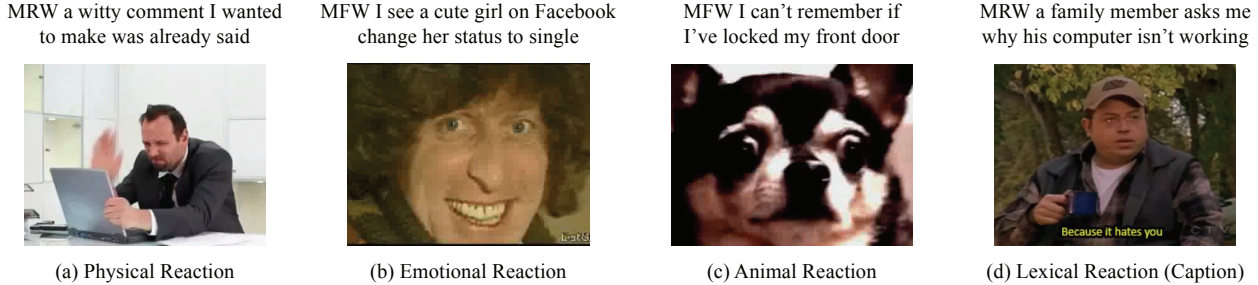 MRW a witty comment I wanted
to make was already said
MFW I see a cute girl on Facebook
change her status to single
MFW I can't remember if
I've locked my front door
MRW a family member asks me
why his computer isn't working
Because it hates you
CTV
(a) Physical Reaction
(b) Emotional Reaction
(c) Animal Reaction
(d) Lexical Reaction (Caption)